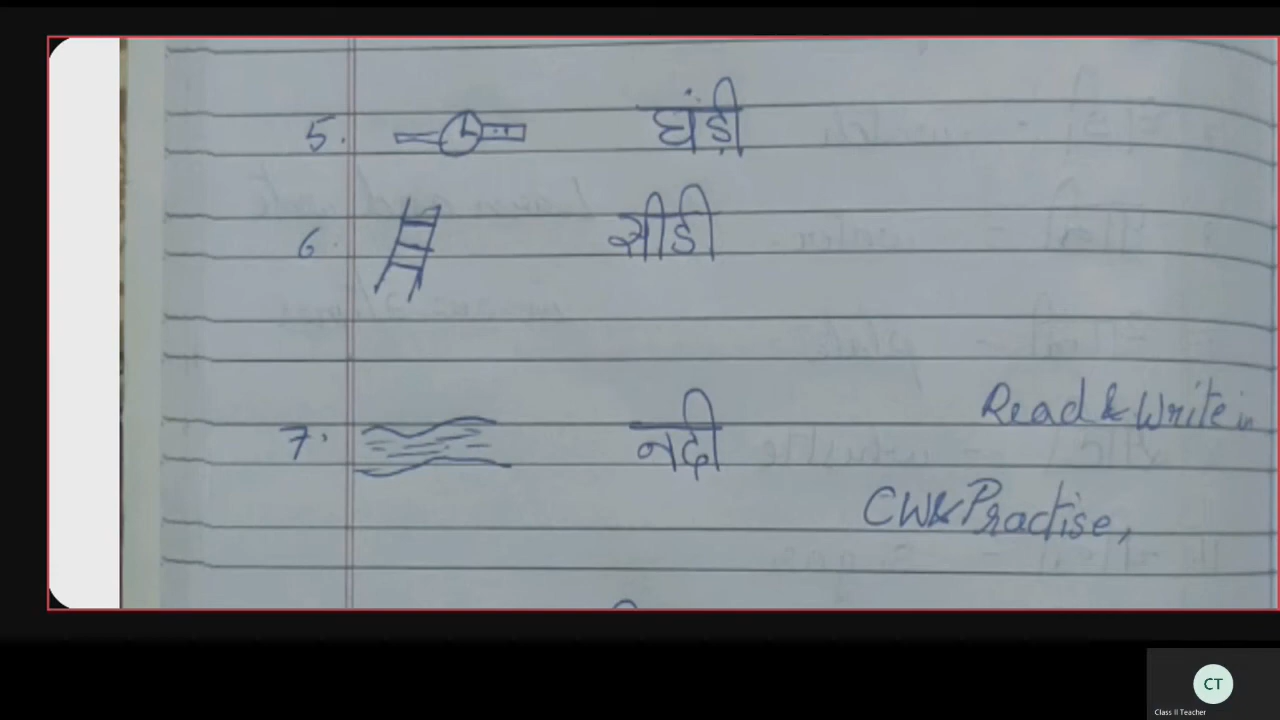 5. घंड़ी
6. सीडी
7. नदी
Read & Write in
CW & Practise,
CT
Class II Teacher